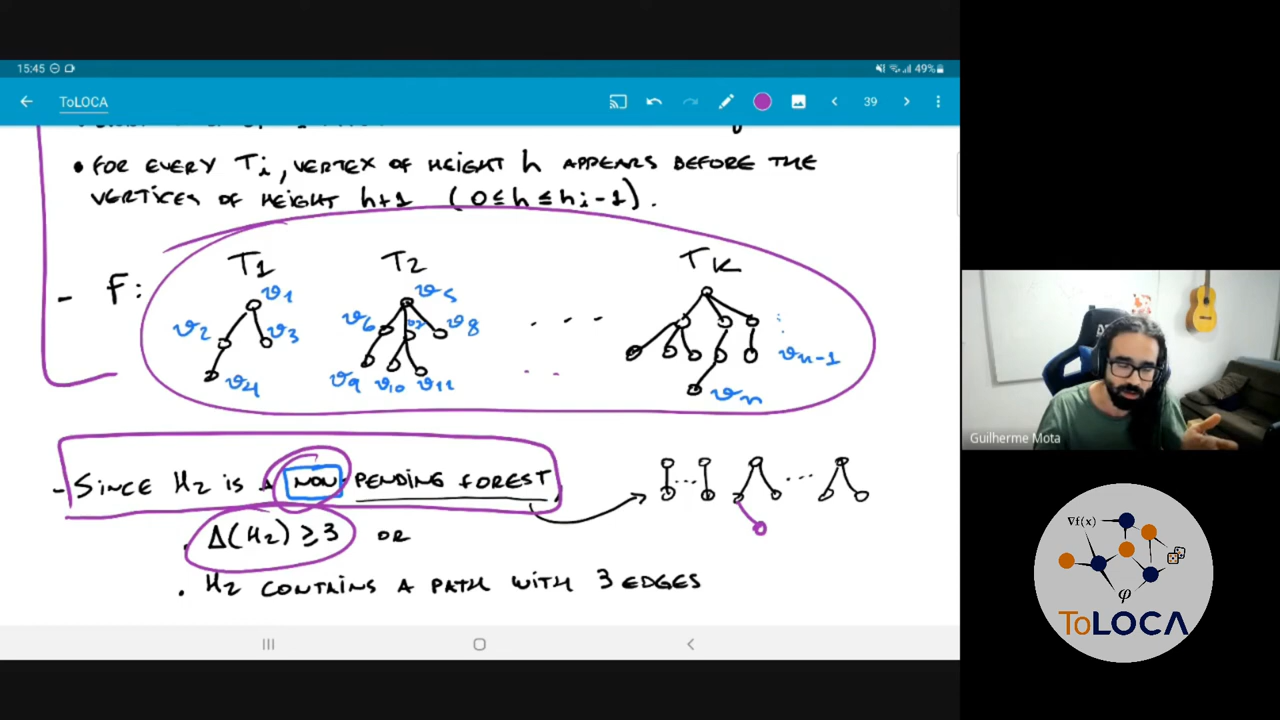 15:45
49%
ToLOCA
39
• FOR EVERY Ti, VERTEX OF HEIGHT h APPEARS BEFORE THE
VERTICES OF HEIGHT h+1 (0≤h≤hi-1).
T1 T2 TK
- F:
v1 v5
v2 v3 v6 v8 ...
vn-1
v4 v9 v10 v11 vn
- SINCE H2 IS A NON PENDING FOREST
• Δ(H2) ≥ 3 OR
• H2 CONTAINS A PATH WITH 3 EDGES
Guilherme Mota
∇f(x)
φ
ToLOCA